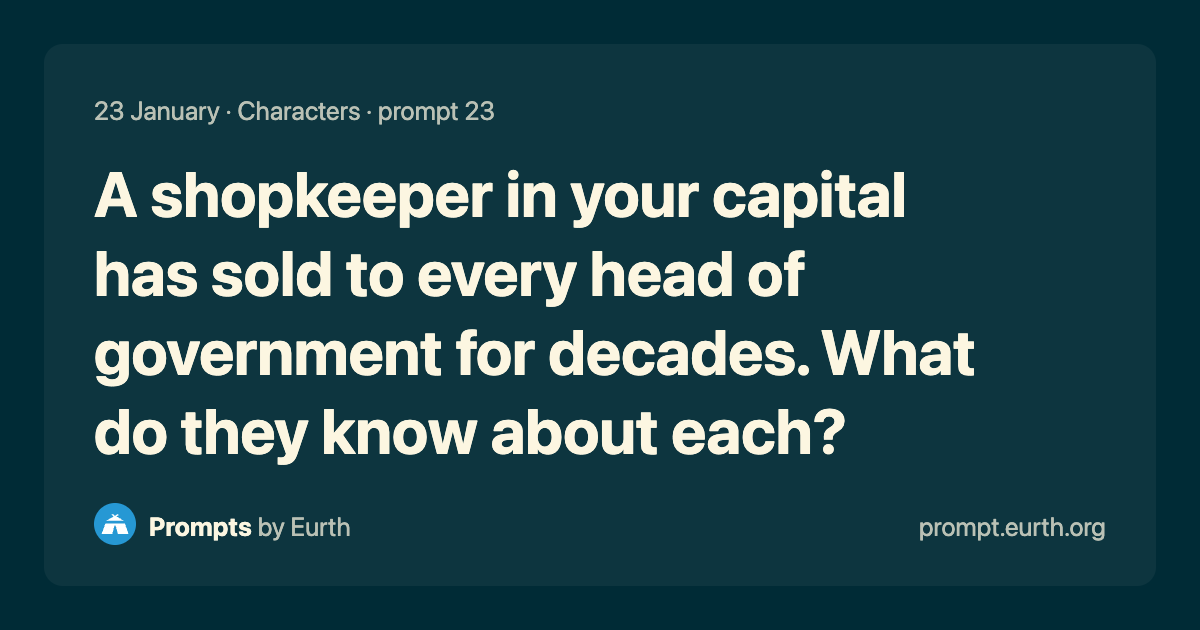 23 January · Characters · prompt 23
A shopkeeper in your capital
has sold to every head of
government for decades. What
do they know about each?
Prompts by Eurth
prompt.eurth.org